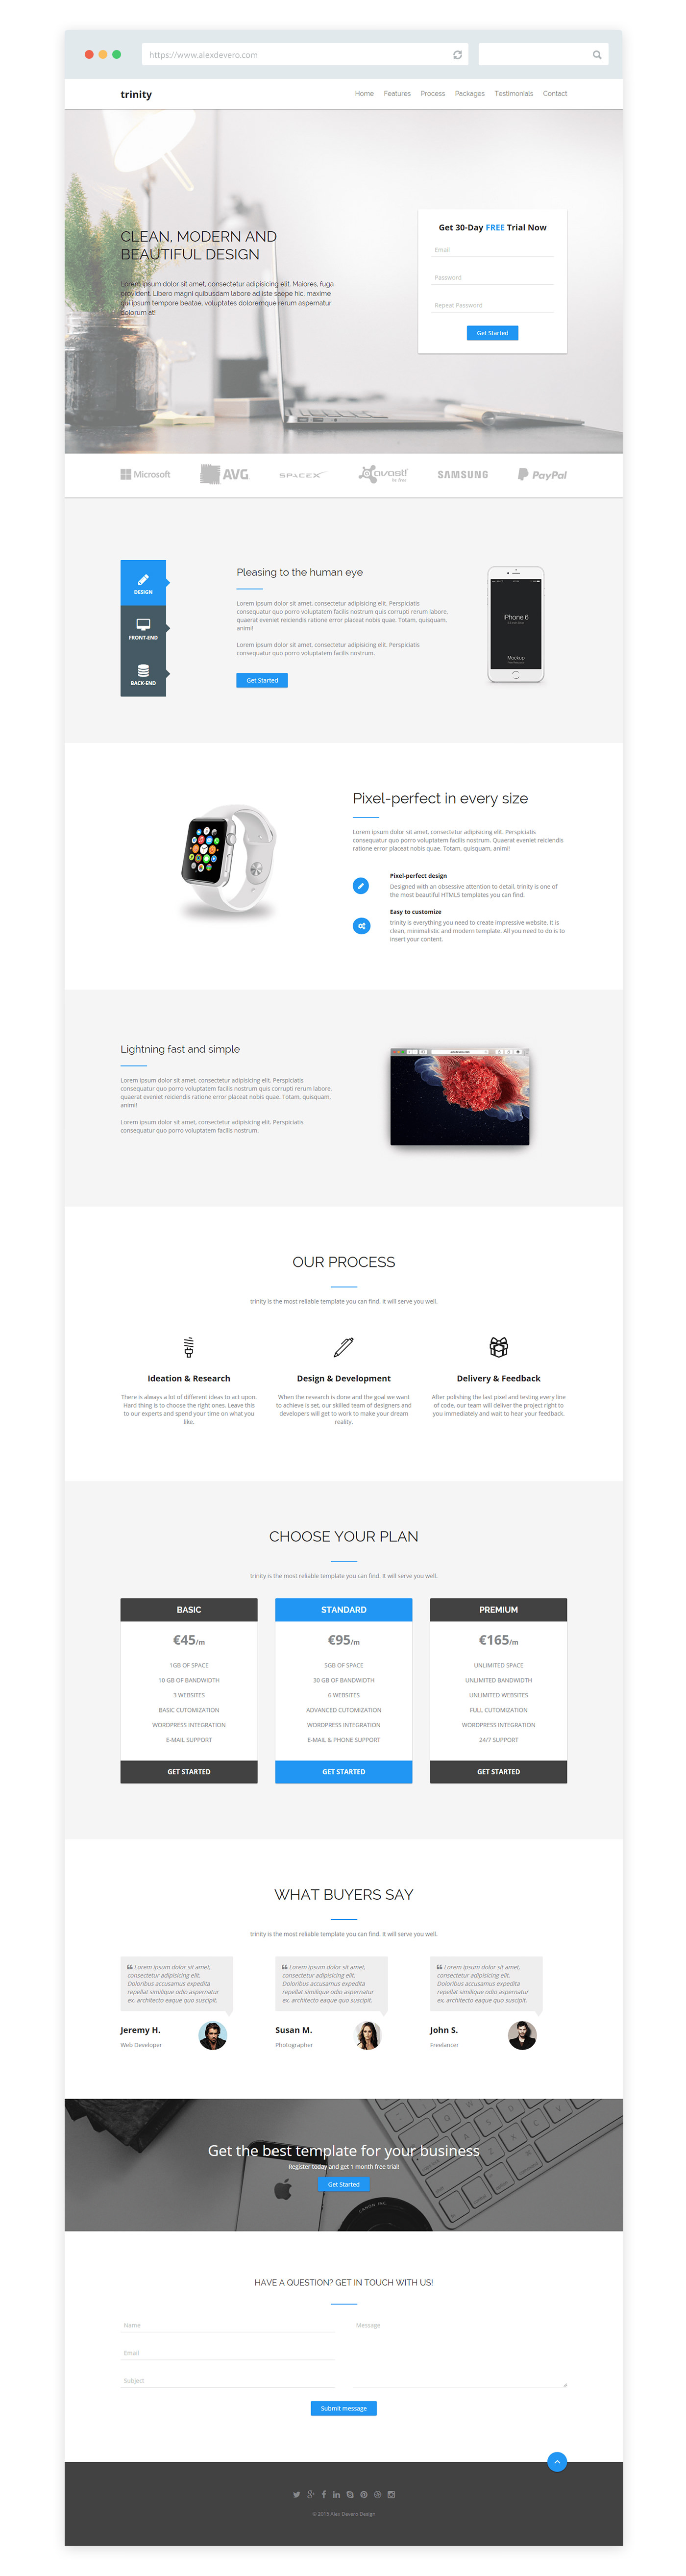 https://www.alexdevero.com
trinity
Home Features Process Packages Testimonials Contact
CLEAN, MODERN AND
BEAUTIFUL DESIGN
Lorem ipsum dolor sit amet, consectetur adipisicing elit. Maiores, fuga
provident. Libero magni quibusdam labore ad iste saepe hic, maxime
qui ipsum tempore beatae, voluptates doloremque rerum aspernatur
dolorum at!
Get 30-Day FREE Trial Now
Email
Password
Repeat Password
Get Started
Microsoft
AVG
SPACEX
avast!
be free
SAMSUNG
PayPal
DESIGN
FRONT-END
BACK-END
Pleasing to the human eye
Lorem ipsum dolor sit amet, consectetur adipisicing elit. Perspiciatis
consequatur quo porro voluptatem facilis nostrum quis corrupti rerum labore,
quaerat eveniet reiciendis ratione error placeat nobis quae. Totam, quisquam,
animi!
Lorem ipsum dolor sit amet, consectetur adipisicing elit. Perspiciatis
consequatur quo porro voluptatem facilis nostrum.
Get Started
iPhone 6
Mockup
Pixel-perfect in every size
Lorem ipsum dolor sit amet, consectetur adipisicing elit. Perspiciatis
consequatur quo porro voluptatem facilis nostrum. Quaerat eveniet reiciendis
ratione error placeat nobis quae. Totam, quisquam, animi!
Pixel-perfect design
Designed with an obsessive attention to detail, trinity is one of
the most beautiful HTML5 templates you can find.
Easy to customize
trinity is everything you need to create impressive website. It is
clean, minimalistic and modern template. All you need to do is to
insert your content.
Lightning fast and simple
Lorem ipsum dolor sit amet, consectetur adipisicing elit. Perspiciatis
consequatur quo porro voluptatem facilis nostrum quis corrupti rerum labore,
quaerat eveniet reiciendis ratione error placeat nobis quae. Totam, quisquam,
animi!
Lorem ipsum dolor sit amet, consectetur adipisicing elit. Perspiciatis
consequatur quo porro voluptatem facilis nostrum.
OUR PROCESS
trinity is the most reliable template you can find. It will serve you well.
Ideation & Research
There is always a lot of different ideas to act upon.
Hard thing is to choose the right ones. Leave this
to our experts and spend your time on what you
like.
Design & Development
When the research is done and the goal we want
to achieve is set, our skilled team of designers and
developers will get to work to make your dream
reality.
Delivery & Feedback
After polishing the last pixel and testing every line
of code, our team will deliver the project right to
you immediately and wait to hear your feedback.
CHOOSE YOUR PLAN
trinity is the most reliable template you can find. It will serve you well.
BASIC
€45/m
1GB OF SPACE
10 GB OF BANDWIDTH
3 WEBSITES
BASIC CUTOMIZATION
WORDPRESS INTEGRATION
E-MAIL SUPPORT
GET STARTED
STANDARD
€95/m
5GB OF SPACE
30 GB OF BANDWIDTH
6 WEBSITES
ADVANCED CUTOMIZATION
WORDPRESS INTEGRATION
E-MAIL & PHONE SUPPORT
GET STARTED
PREMIUM
€165/m
UNLIMITED SPACE
UNLIMITED BANDWIDTH
UNLIMITED WEBSITES
FULL CUTOMIZATION
WORDPRESS INTEGRATION
24/7 SUPPORT
GET STARTED
WHAT BUYERS SAY
trinity is the most reliable template you can find. It will serve you well.
Lorem ipsum dolor sit amet,
consectetur adipisicing elit.
Doloribus accusamus expedita
repellat similique odio aspernatur
ex, architecto eaque quo suscipit.
Jeremy H.
Web Developer
Lorem ipsum dolor sit amet,
consectetur adipisicing elit.
Doloribus accusamus expedita
repellat similique odio aspernatur
ex, architecto eaque quo suscipit.
Susan M.
Photographer
Lorem ipsum dolor sit amet,
consectetur adipisicing elit.
Doloribus accusamus expedita
repellat similique odio aspernatur
ex, architecto eaque quo suscipit.
John S.
Freelancer
Get the best template for your business
Register today and get 1 month free trial!
Get Started
CANON INC.
HAVE A QUESTION? GET IN TOUCH WITH US!
Name
Email
Subject
Message
Submit message
© 2015 Alex Devero Design